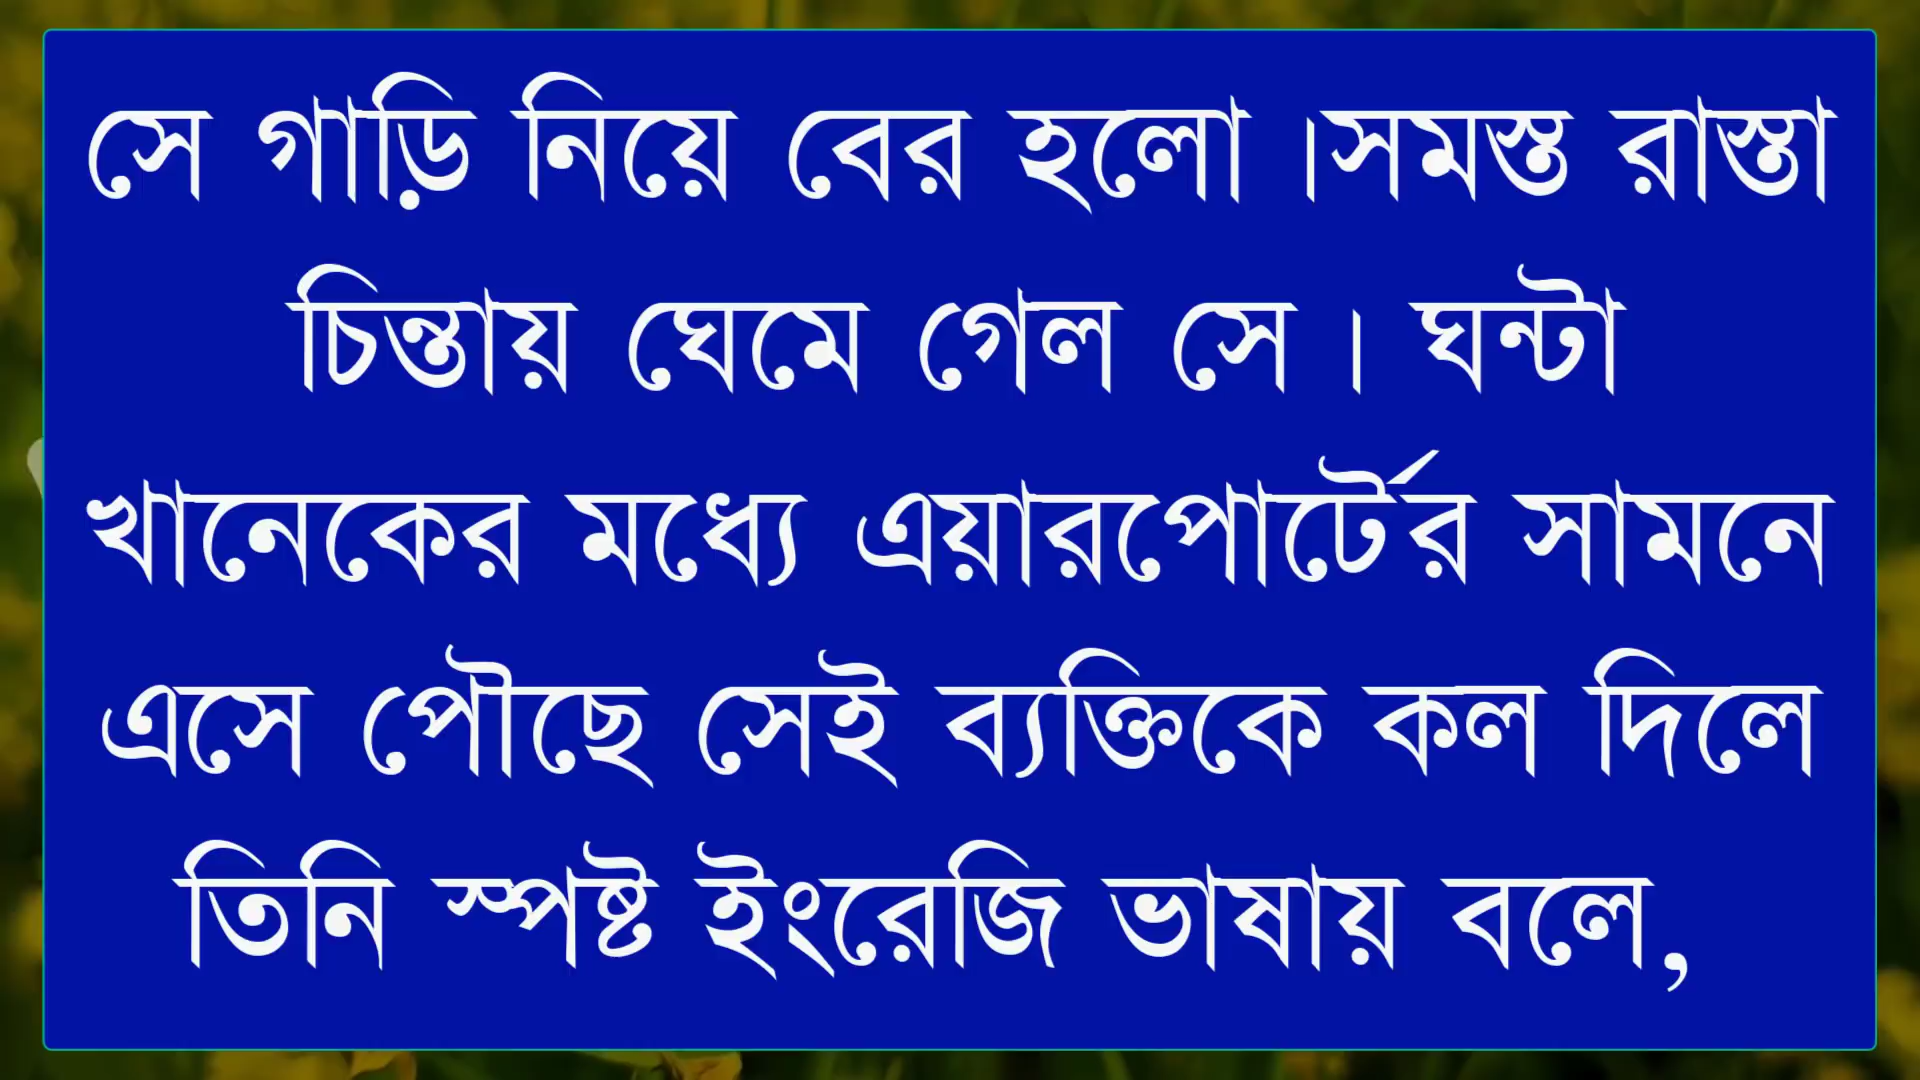 সে গাড়ি নিয়ে বের হলো ।সমস্ত রাস্তা
চিন্তায় ঘেমে গেল সে । ঘন্টা
খানেকের মধ্যে এয়ারপোর্টের সামনে
এসে পৌছে সেই ব্যক্তিকে কল দিলে
তিনি স্পষ্ট ইংরেজি ভাষায় বলে,